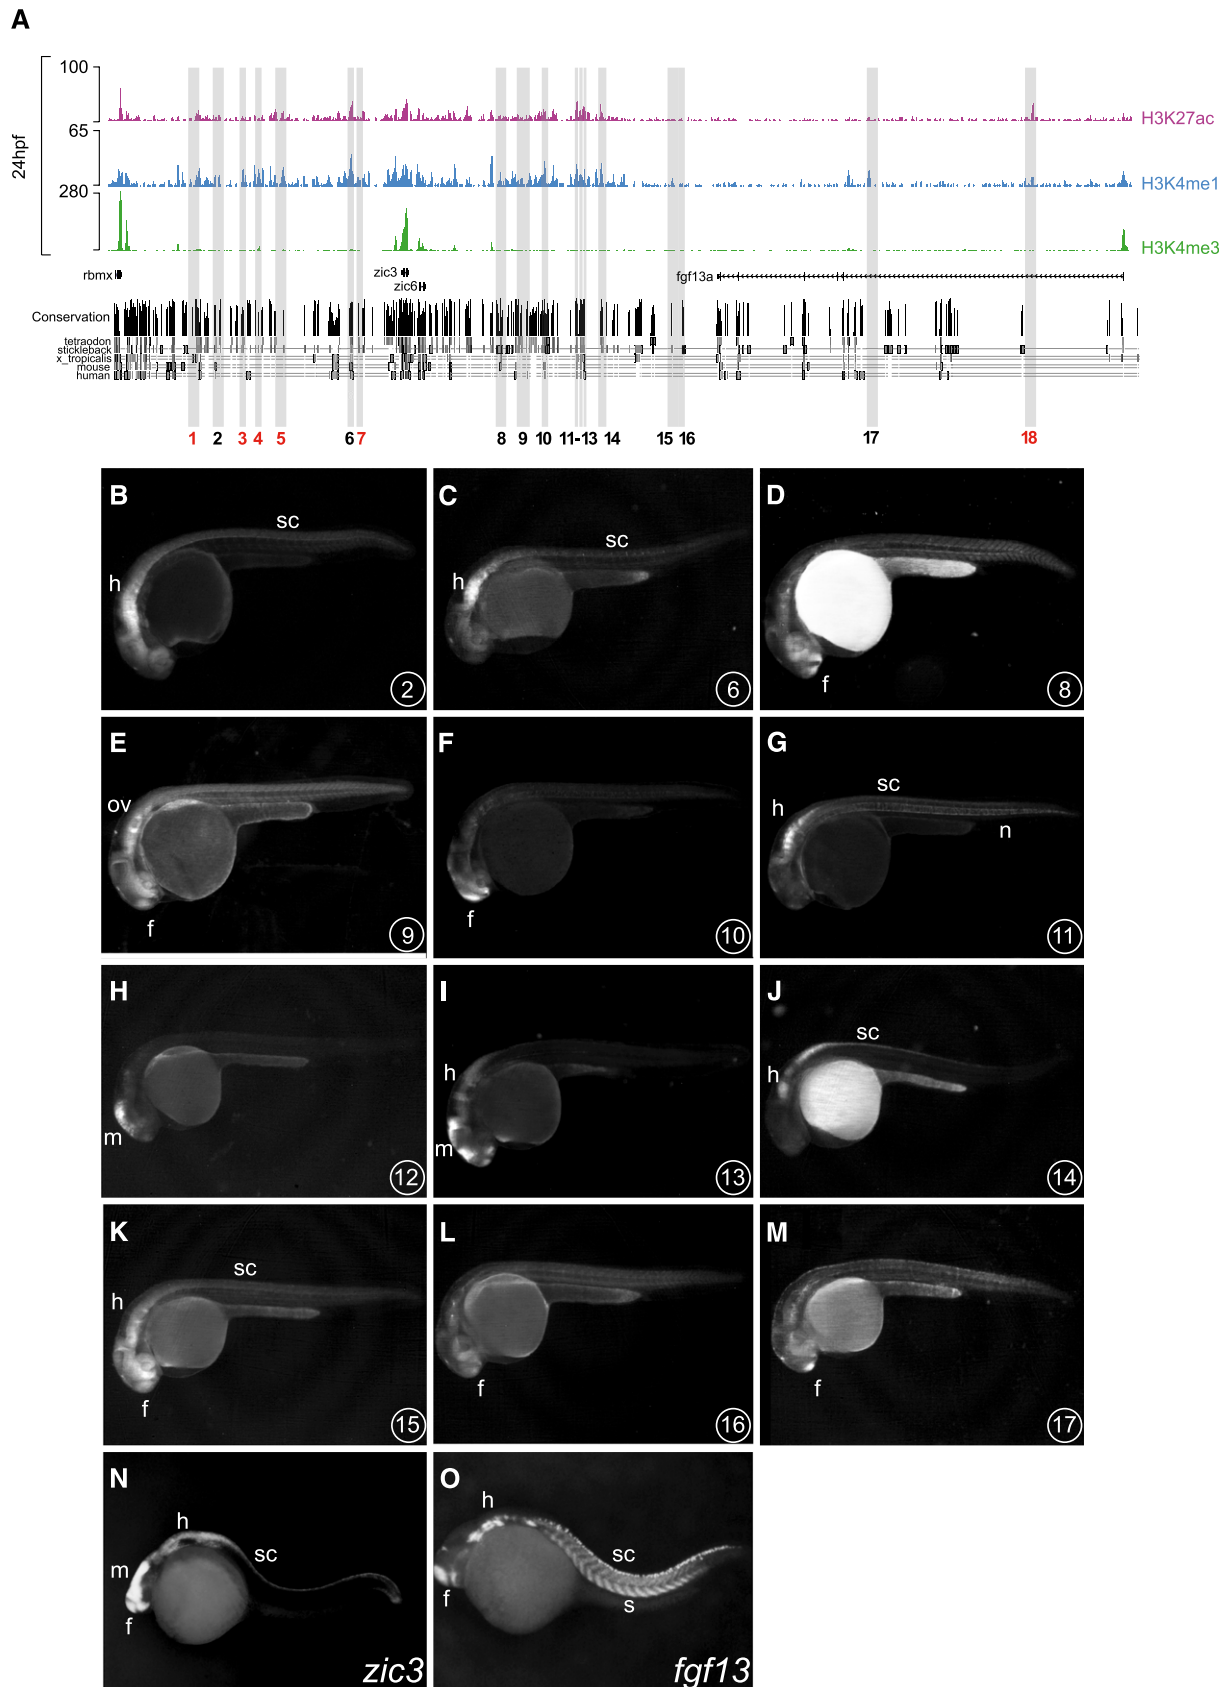 A
24hpf
100
65
280
H3K27ac
H3K4me1
H3K4me3
rbmx
zic3
zic6
fgf13a
Conservation
tetraodon
stickleback
x_tropicalis
mouse
human
1 2 3 4 5 6 7 8 9 10 11-13 14 15 16 17 18
B
sc
h
2
C
sc
h
6
D
f
8
E
ov
f
9
F
f
10
G
sc
h
n
11
H
m
12
I
h
m
13
J
sc
h
14
K
sc
h
f
15
L
f
16
M
f
17
N
h
sc
m
f
zic3
O
h
sc
f
s
fgf13